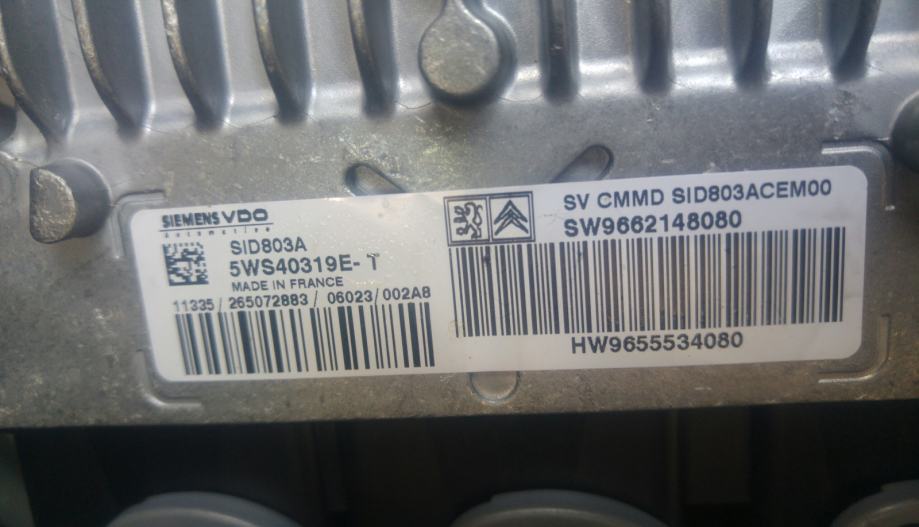 SIEMENS VDO
Automotive
SID803A
5WS40319E-T
MADE IN FRANCE
11335 / 265072883 / 06023 / 002A8
SV CMMD SID803ACEM00
SW9662148080
HW9655534080